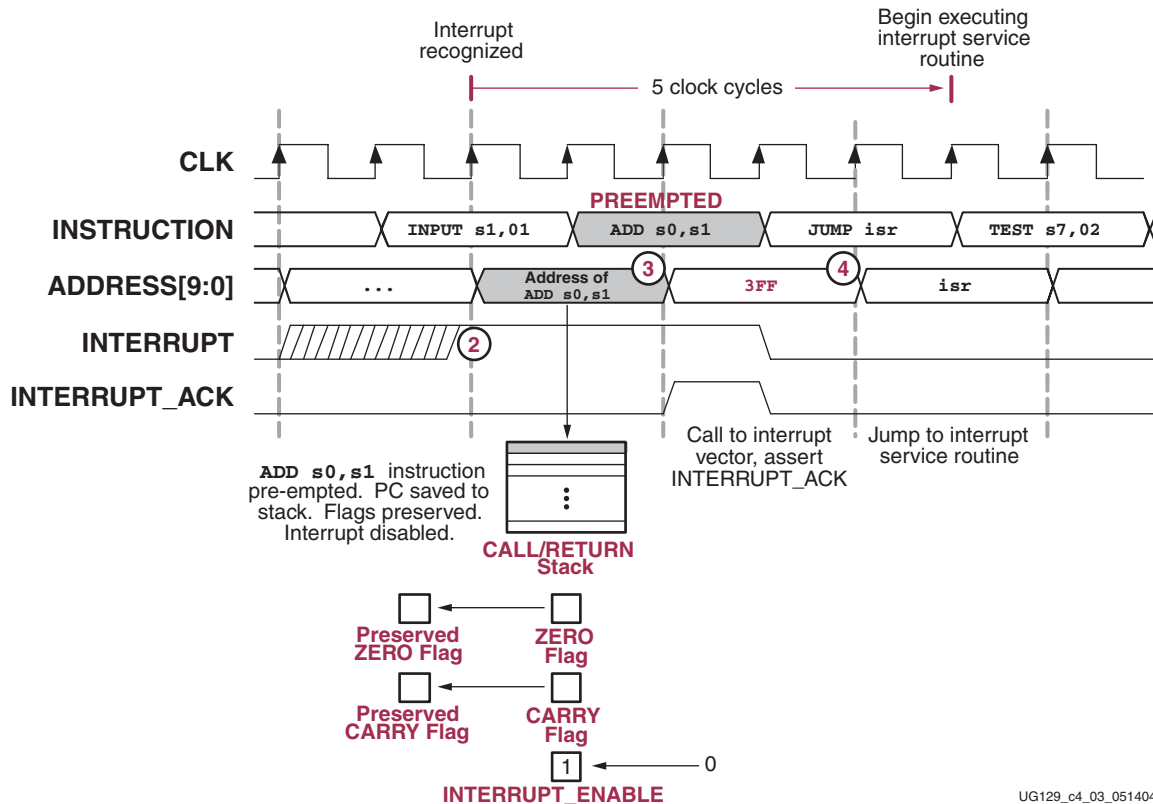 Interrupt
recognized
Begin executing
interrupt service
routine
5 clock cycles
CLK
PREEMPTED
INSTRUCTION
INPUT s1,01
ADD s0,s1
JUMP isr
TEST s7,02
ADDRESS[9:0]
...
Address of
ADD s0,s1
3
3FF
4
isr
INTERRUPT
2
INTERRUPT_ACK
ADD s0,s1 instruction
pre-empted. PC saved to
stack. Flags preserved.
Interrupt disabled.
Call to interrupt
vector, assert
INTERRUPT_ACK
Jump to interrupt
service routine
CALL/RETURN
Stack
Preserved
ZERO Flag
ZERO
Flag
Preserved
CARRY Flag
CARRY
Flag
1
0
INTERRUPT_ENABLE
UG129_c4_03_051404